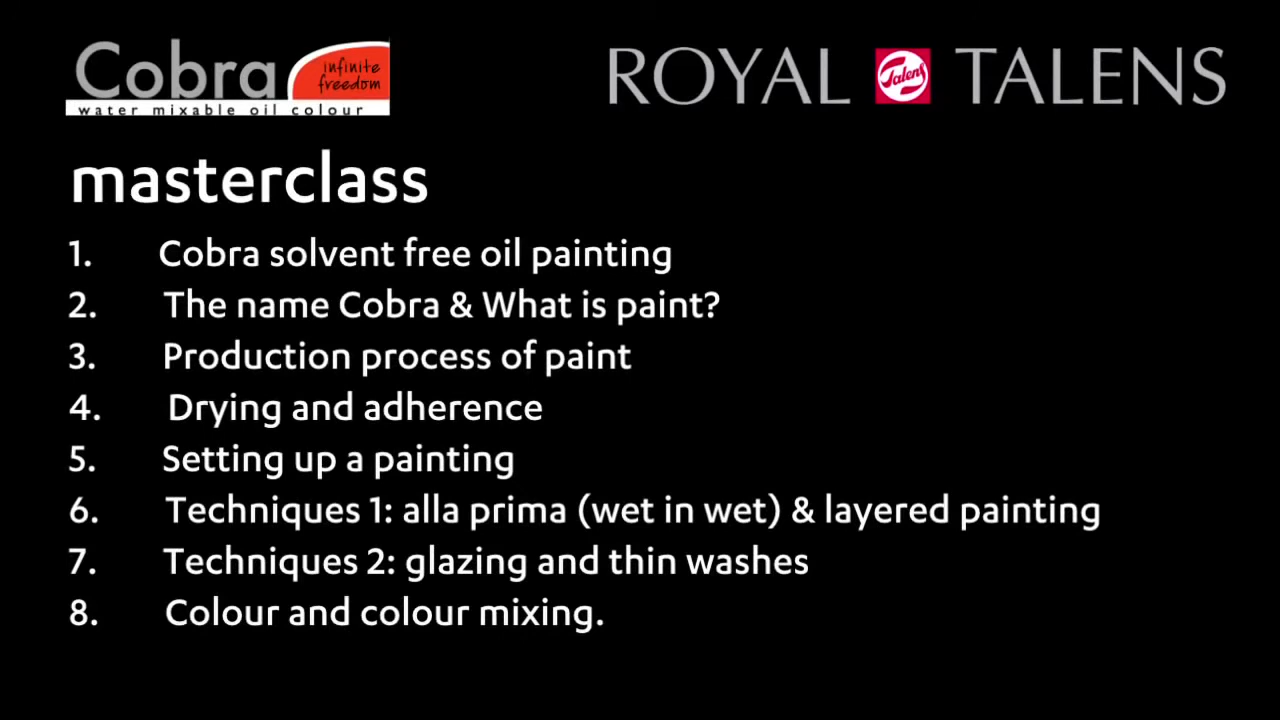 Cobra
infinite
freedom
water mixable oil colour
ROYAL Talens TALENS
masterclass
1. Cobra solvent free oil painting
2. The name Cobra & What is paint?
3. Production process of paint
4. Drying and adherence
5. Setting up a painting
6. Techniques 1: alla prima (wet in wet) & layered painting
7. Techniques 2: glazing and thin washes
8. Colour and colour mixing.